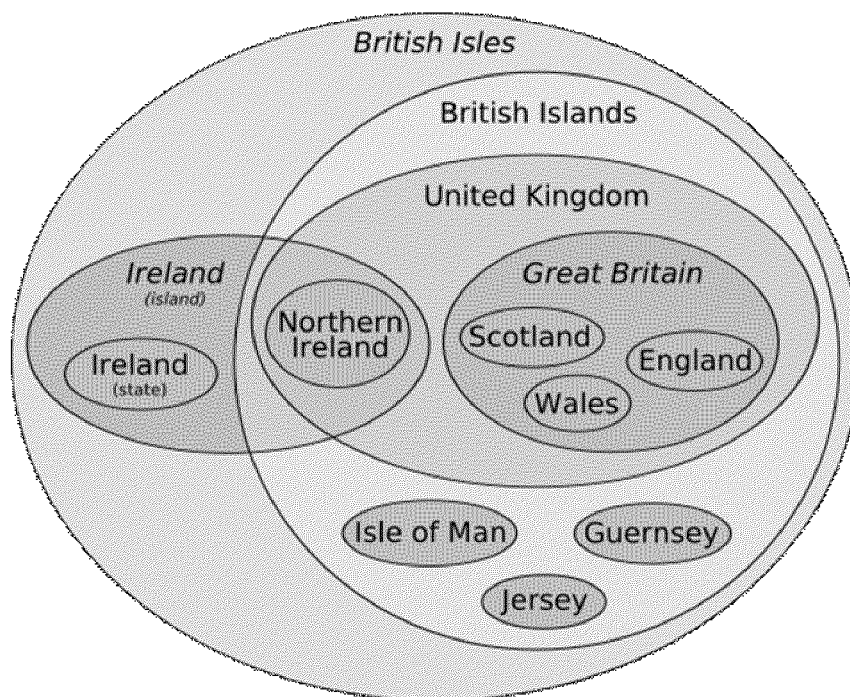 British Isles
British Islands
United Kingdom
Ireland
(island)
Great Britain
Northern
Ireland
Scotland
Ireland
(state)
England
Wales
Isle of Man
Guernsey
Jersey